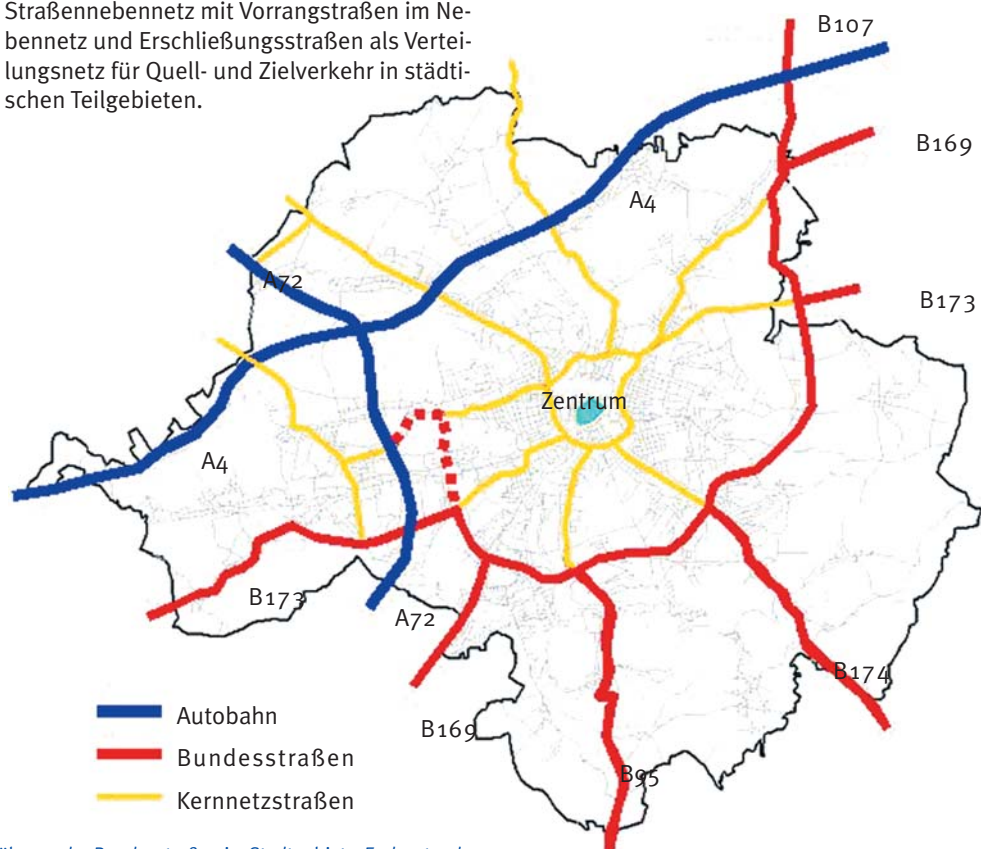 Straßennebennetz mit Vorrangstraßen im Ne-
bennetz und Erschließungsstraßen als Vertei-
lungsnetz für Quell- und Zielverkehr in städti-
schen Teilgebieten.
B107
B169
A4
A72
B173
Zentrum
A4
B173
A72
B174
B169
B95
Autobahn
Bundesstraßen
Kernnetzstraßen